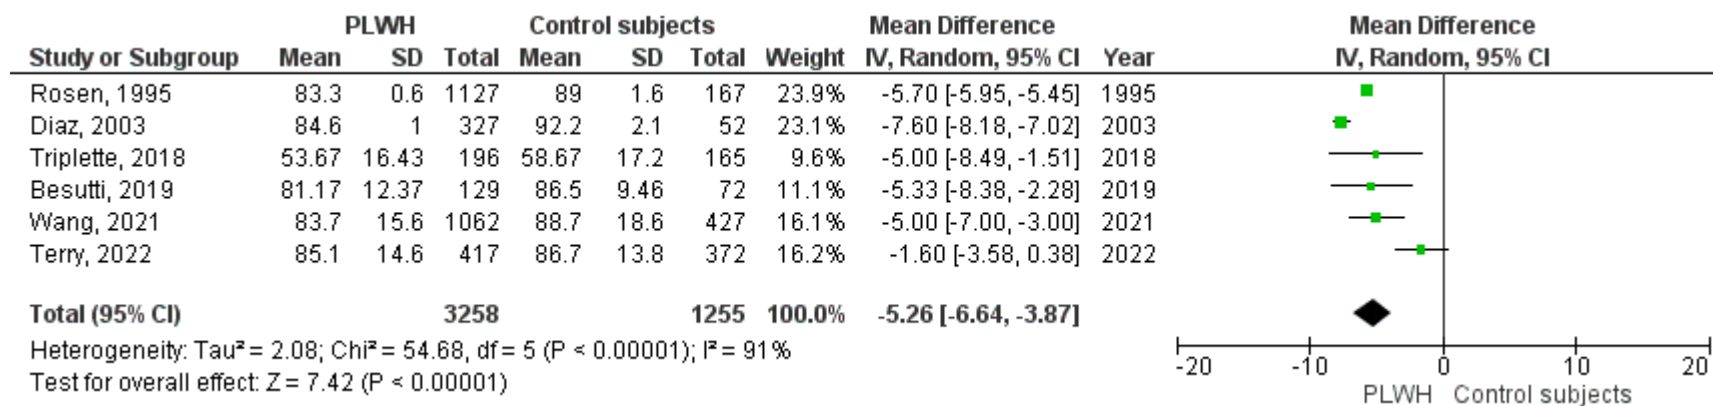 PLWH Control subjects Mean Difference Mean Difference
Study or Subgroup Mean SD Total Mean SD Total Weight IV, Random, 95% CI Year IV, Random, 95% CI
Rosen, 1995 83.3 0.6 1127 89 1.6 167 23.9% -5.70 [-5.95, -5.45] 1995
Diaz, 2003 84.6 1 327 92.2 2.1 52 23.1% -7.60 [-8.18, -7.02] 2003
Triplette, 2018 53.67 16.43 196 58.67 17.2 165 9.6% -5.00 [-8.49, -1.51] 2018
Besutti, 2019 81.17 12.37 129 86.5 9.46 72 11.1% -5.33 [-8.38, -2.28] 2019
Wang, 2021 83.7 15.6 1062 88.7 18.6 427 16.1% -5.00 [-7.00, -3.00] 2021
Terry, 2022 85.1 14.6 417 86.7 13.8 372 16.2% -1.60 [-3.58, 0.38] 2022
Total (95% CI) 3258 1255 100.0% -5.26 [-6.64, -3.87]
Heterogeneity: Tau² = 2.08; Chi² = 54.68, df = 5 (P < 0.00001); I² = 91%
Test for overall effect: Z = 7.42 (P < 0.00001)
-20 -10 0 10 20
PLWH Control subjects